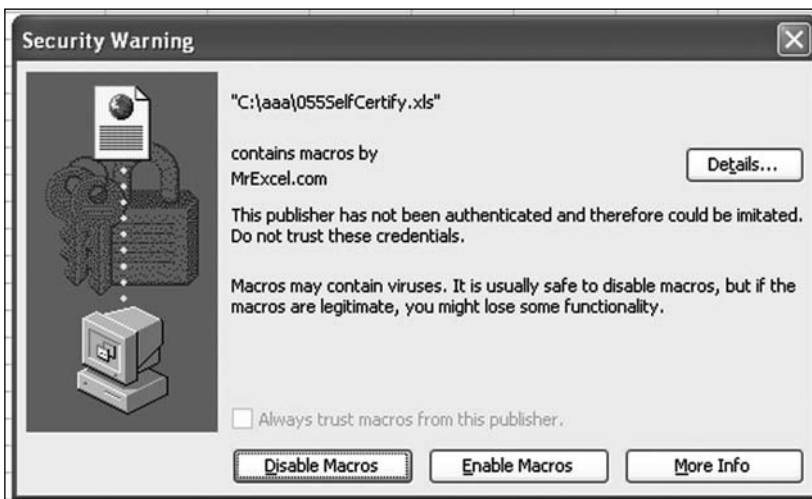 Security Warning
"C:\aaa\055SelfCertify.xls"
contains macros by
MrExcel.com
Details...
This publisher has not been authenticated and therefore could be imitated.
Do not trust these credentials.
Macros may contain viruses. It is usually safe to disable macros, but if the
macros are legitimate, you might lose some functionality.
Always trust macros from this publisher.
Disable Macros
Enable Macros
More Info